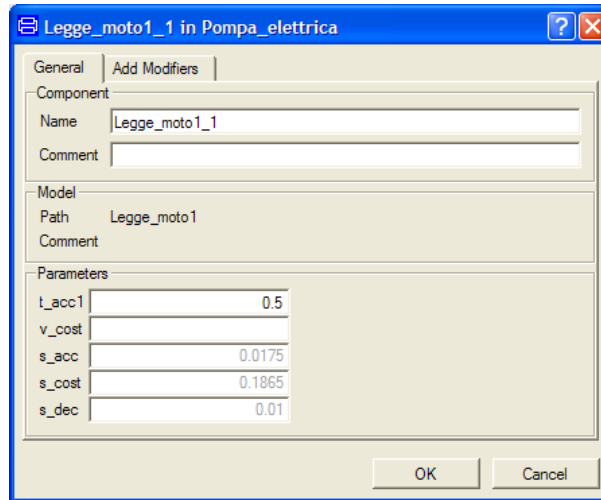 Legge_moto1_1 in Pompa_elettrica
General Add Modifiers
Component
Name Legge_moto1_1
Comment
Model
Path Legge_moto1
Comment
Parameters
t_acc1 0.5
v_cost
s_acc 0.0175
s_cost 0.1865
s_dec 0.01
OK Cancel